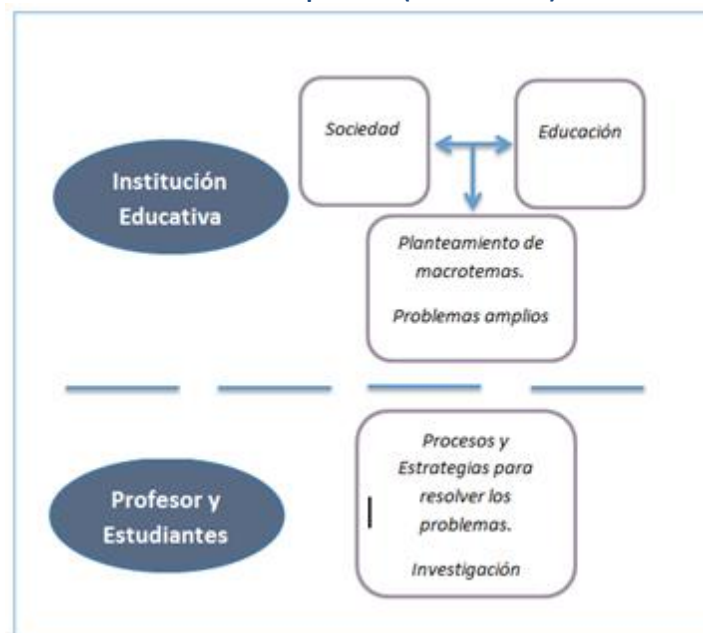 Institución
Educativa
Sociedad
Educación
Planteamiento de
macrotemas.
Problemas amplios
Profesor y
Estudiantes
Procesos y
Estrategias para
resolver los
problemas.
Investigación